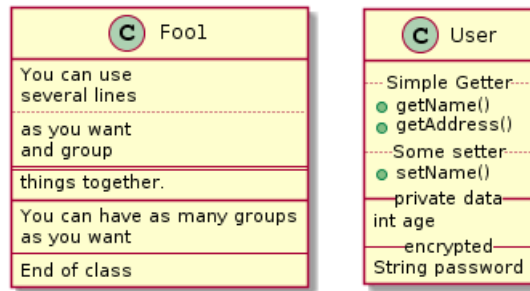 C Foo1
You can use
several lines
as you want
and group
things together.
You can have as many groups
as you want
End of class
C User
Simple Getter
getName()
getAddress()
Some setter
setName()
private data
int age
encrypted
String password